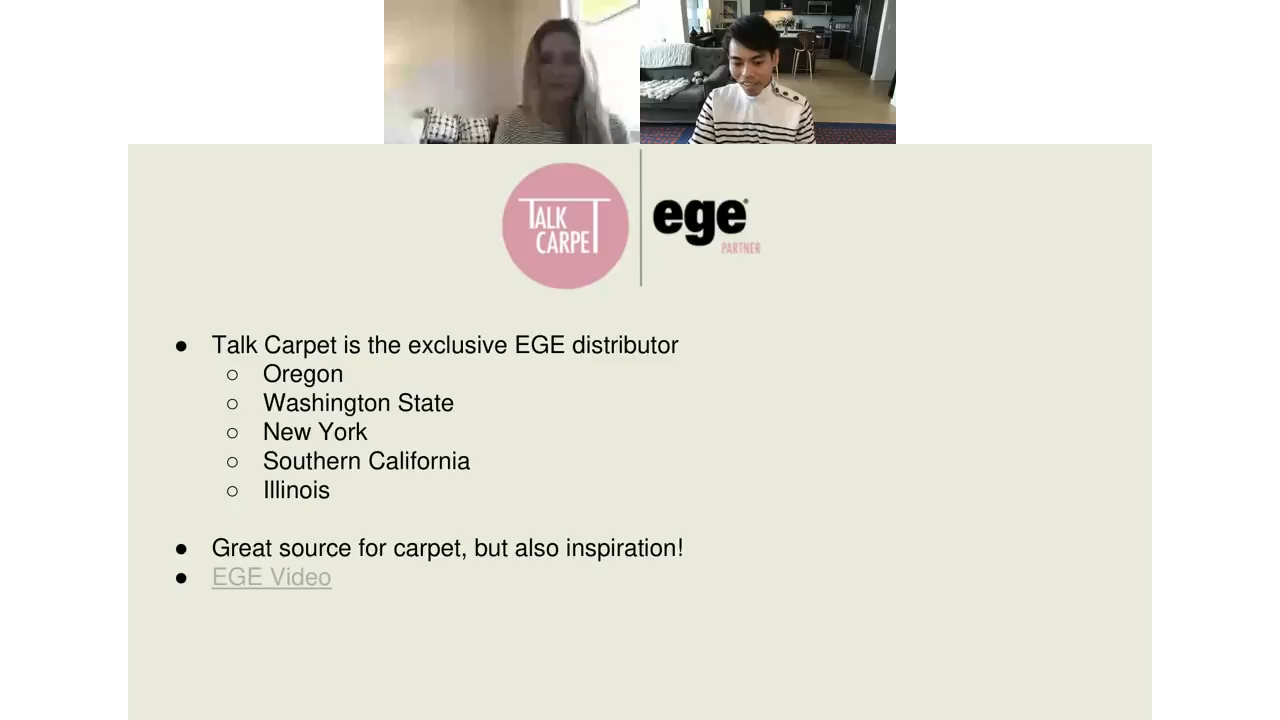 TALK
CARPET
ege®
PARTNER
● Talk Carpet is the exclusive EGE distributor
○ Oregon
○ Washington State
○ New York
○ Southern California
○ Illinois
● Great source for carpet, but also inspiration!
● EGE Video